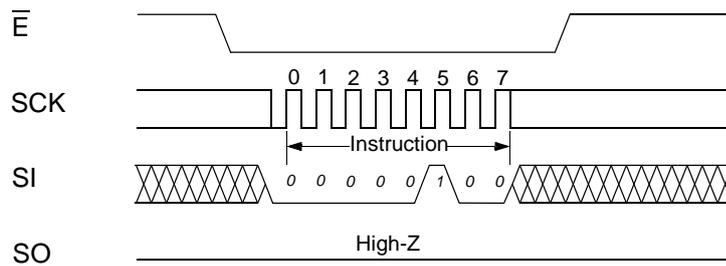 E
SCK
0 1 2 3 4 5 6 7
Instruction
SI
0 0 0 0 0 1 0 0
SO
High-Z